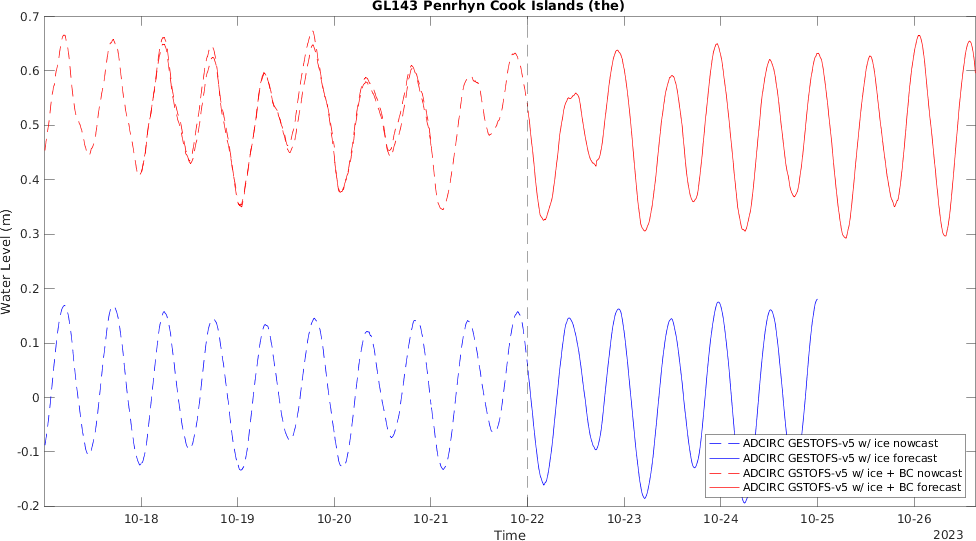 GL143 Penrhyn Cook Islands (the)
0.7
0.6
0.5
0.4
0.3
0.2
0.1
0
-0.1
-0.2
Water Level (m)
ADCIRC GESTOFS-v5 w/ ice nowcast
ADCIRC GESTOFS-v5 w/ ice forecast
ADCIRC GSTOFS-v5 w/ ice + BC nowcast
ADCIRC GSTOFS-v5 w/ ice + BC forecast
10-18 10-19 10-20 10-21 10-22 10-23 10-24 10-25 10-26
Time
2023